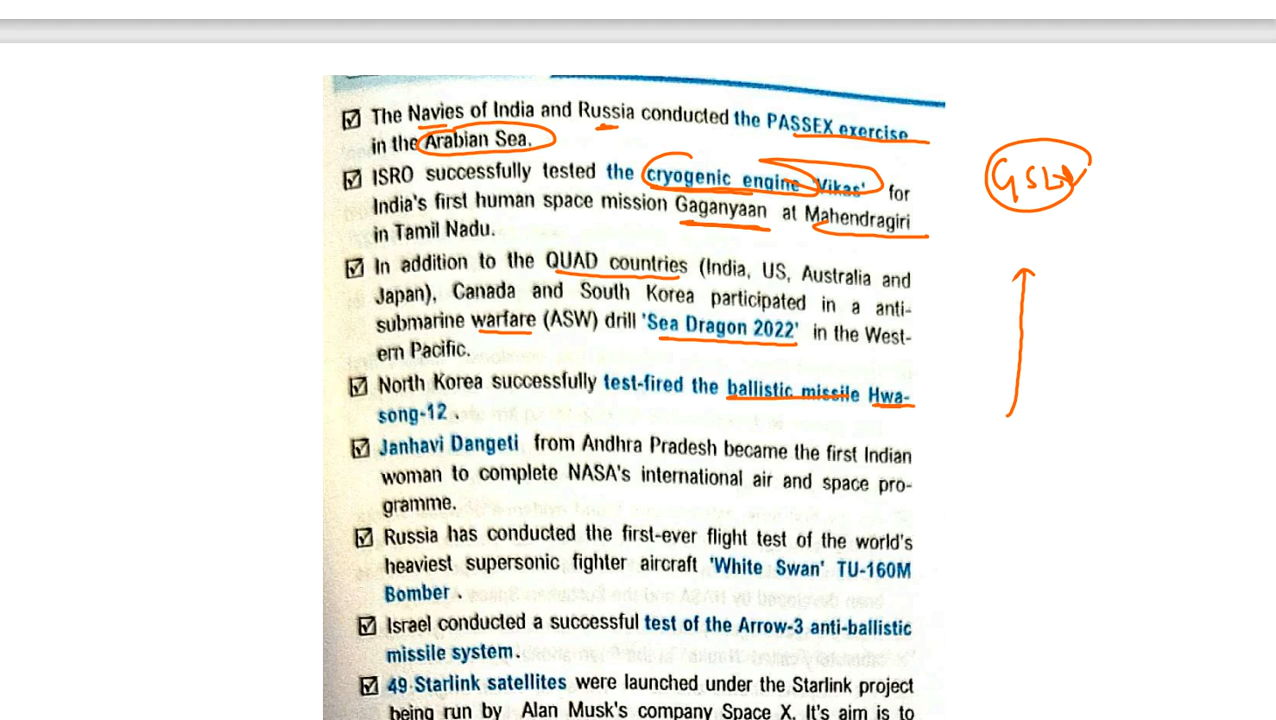 ☑ The Navies of India and Russia conducted the PASSEX exercise
in the Arabian Sea.
☑ ISRO successfully tested the cryogenic engine 'Vikas' for
India's first human space mission Gaganyaan at Mahendragiri
in Tamil Nadu.
GSLV
☑ In addition to the QUAD countries (India, US, Australia and
Japan), Canada and South Korea participated in a anti-
submarine warfare (ASW) drill 'Sea Dragon 2022' in the West-
ern Pacific.
☑ North Korea successfully test-fired the ballistic missile Hwa-
song-12 .
☑ Janhavi Dangeti from Andhra Pradesh became the first Indian
woman to complete NASA's international air and space pro-
gramme.
☑ Russia has conducted the first-ever flight test of the world's
heaviest supersonic fighter aircraft 'White Swan' TU-160M
Bomber .
☑ Israel conducted a successful test of the Arrow-3 anti-ballistic
missile system.
☑ 49 Starlink satellites were launched under the Starlink project
being run by Alan Musk's company Space X. It's aim is to